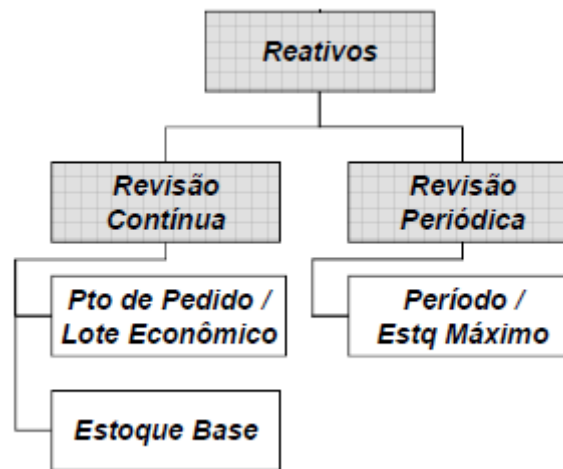 Reativos
Revisão
Contínua
Revisão
Periódica
Pto de Pedido /
Lote Econômico
Período /
Estq Máximo
Estoque Base